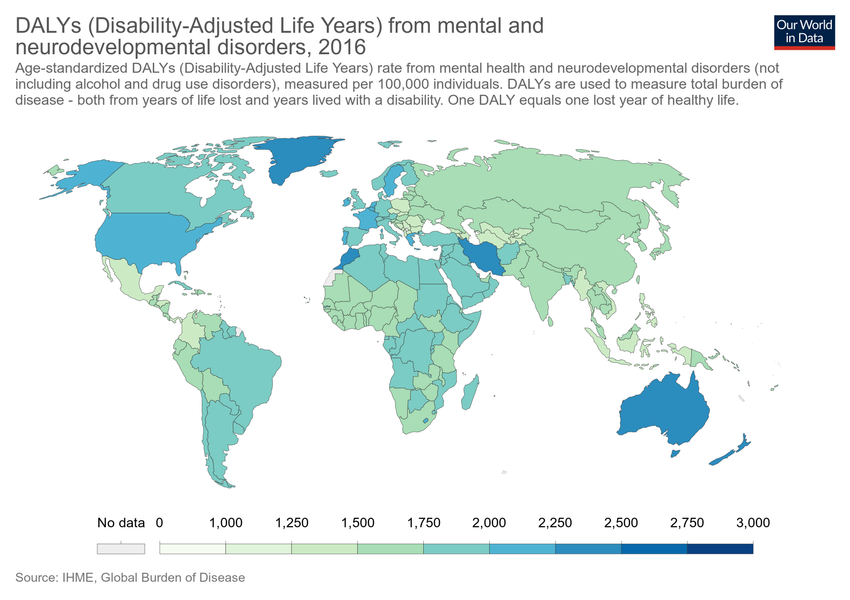 DALYs (Disability-Adjusted Life Years) from mental and
neurodevelopmental disorders, 2016
Our World
in Data
Age-standardized DALYs (Disability-Adjusted Life Years) rate from mental health and neurodevelopmental disorders (not
including alcohol and drug use disorders), measured per 100,000 individuals. DALYs are used to measure total burden of
disease - both from years of life lost and years lived with a disability. One DALY equals one lost year of healthy life.
No data 0 1,000 1,250 1,500 1,750 2,000 2,250 2,500 2,750 3,000
Source: IHME, Global Burden of Disease